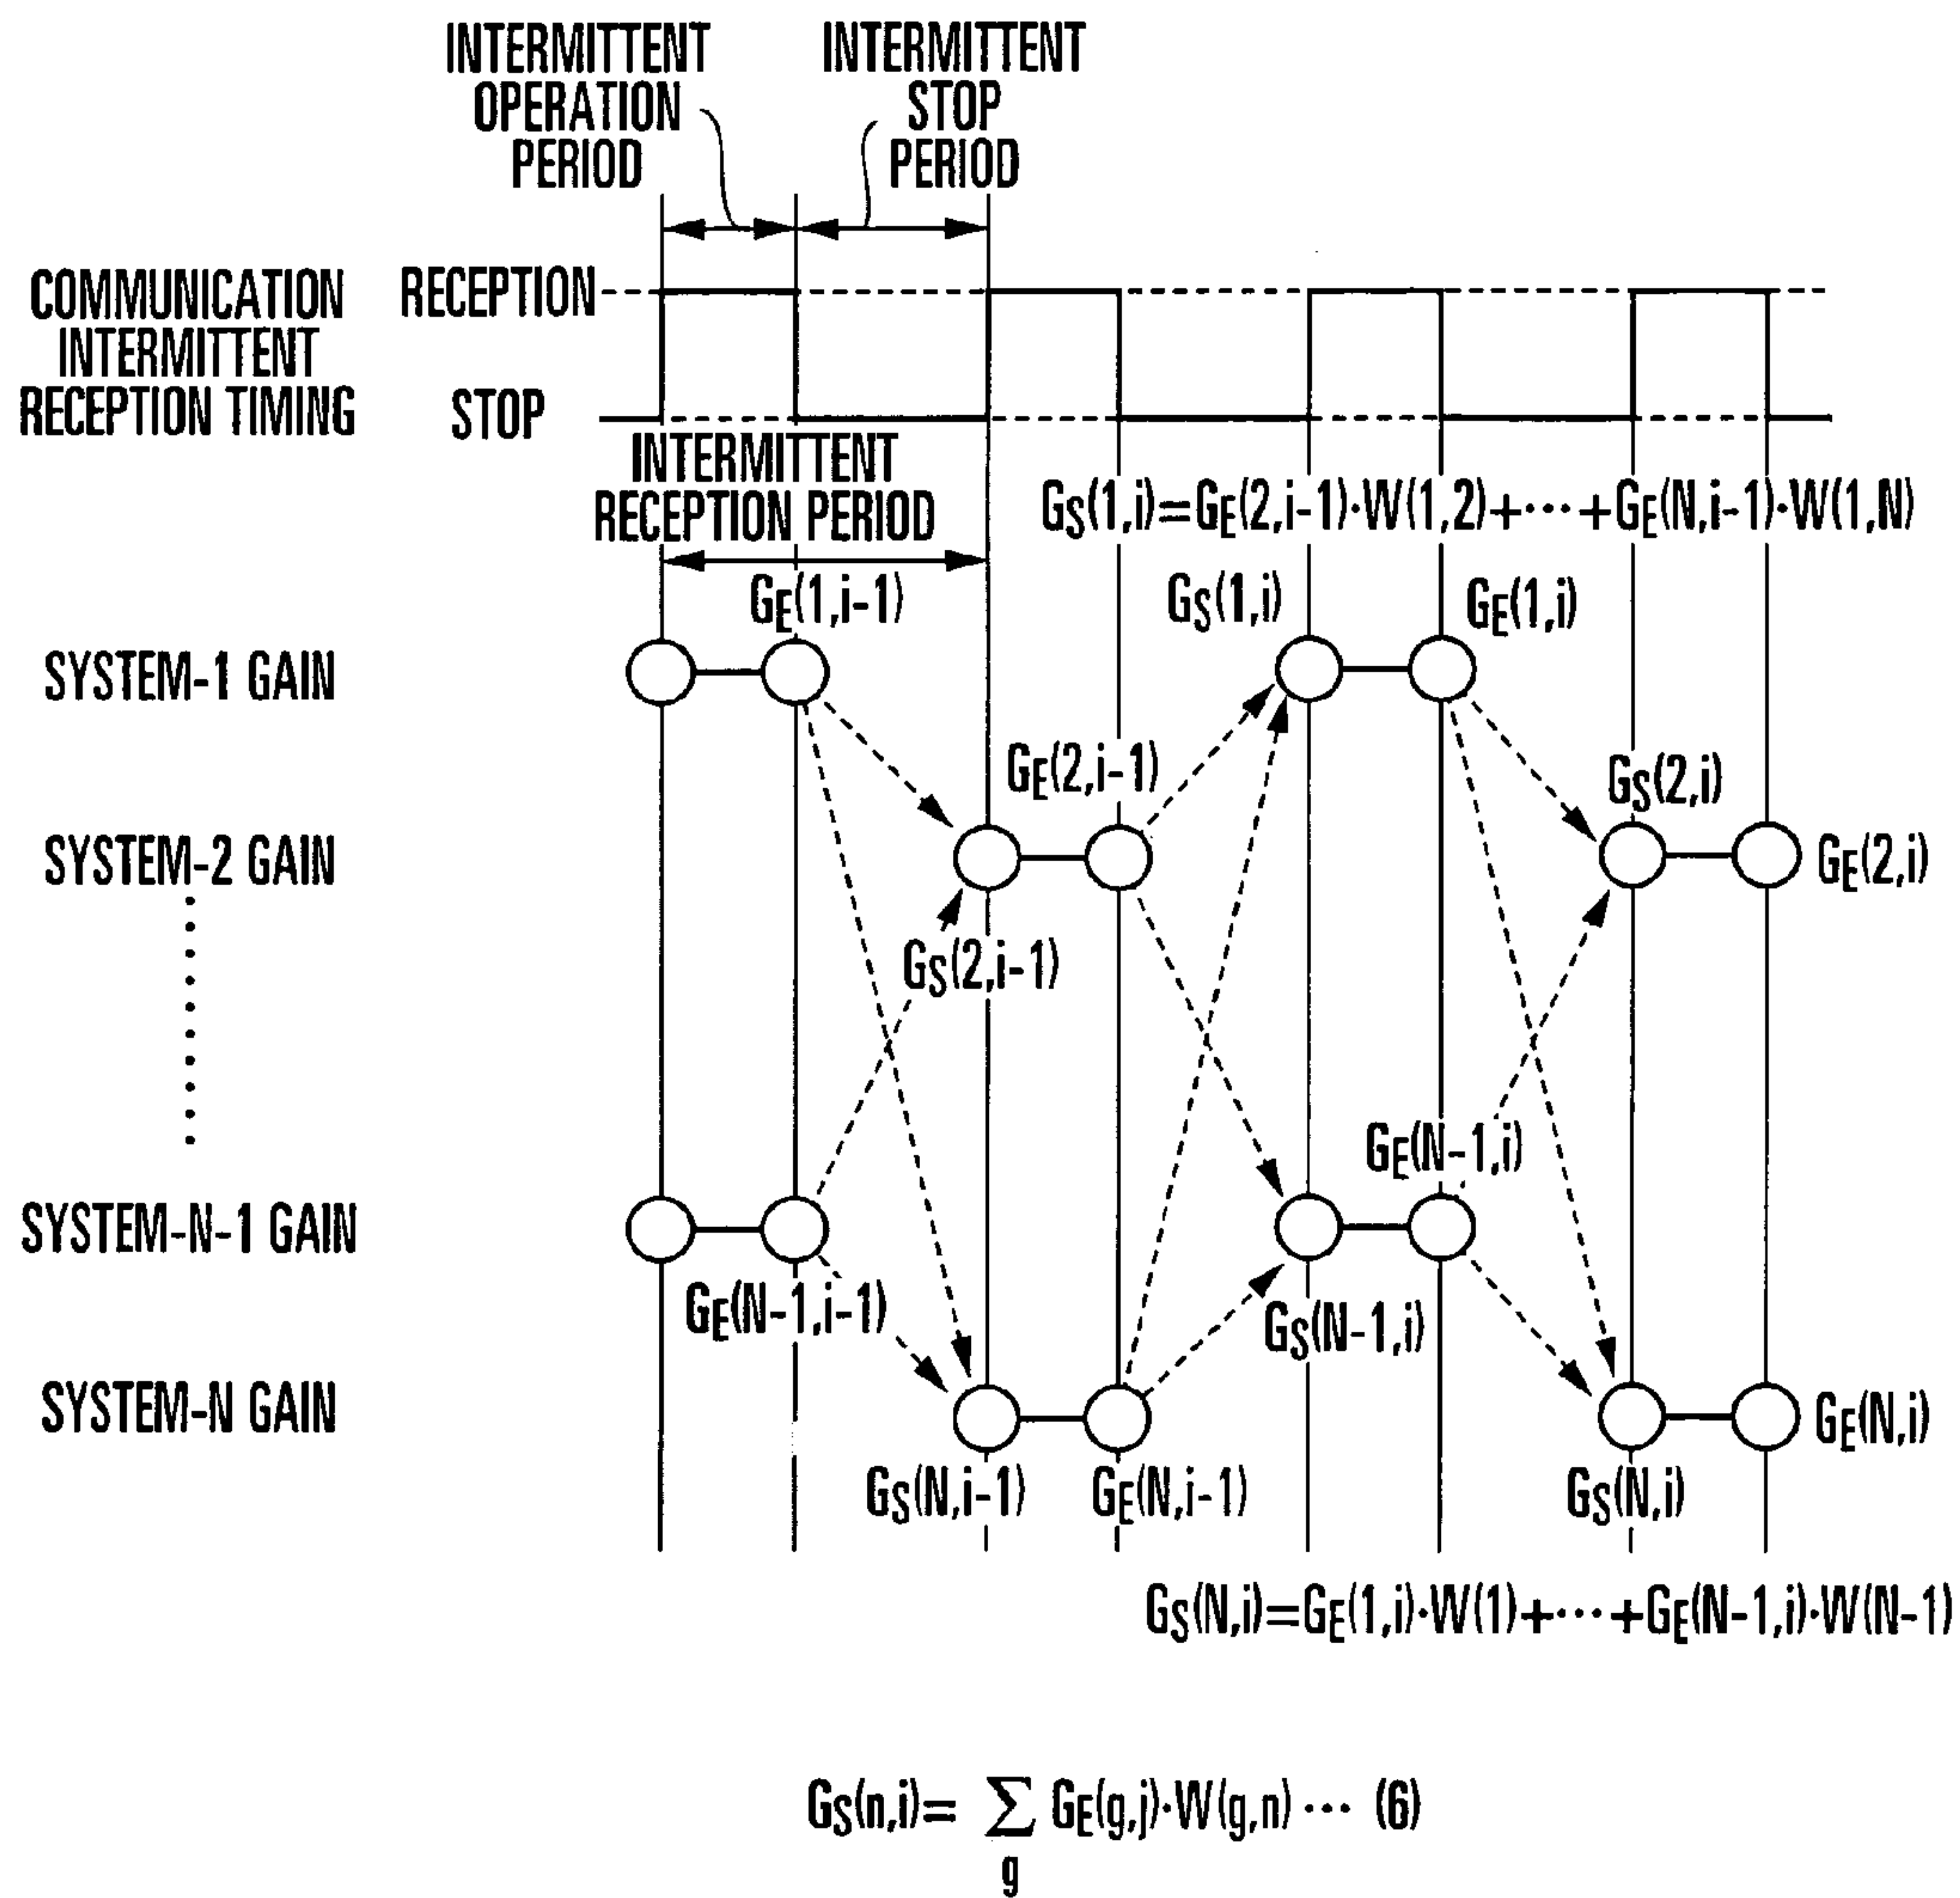 INTERMITTENT
OPERATION
PERIOD
INTERMITTENT
STOP
PERIOD
COMMUNICATION
INTERMITTENT
RECEPTION TIMING
RECEPTION
STOP
INTERMITTENT
RECEPTION PERIOD
GS(1,i)=GE(2,i-1)·W(1,2)+···+GE(N,i-1)·W(1,N)
GE(1,i-1)
GS(1,i)
GE(1,i)
SYSTEM-1 GAIN
GE(2,i-1)
GS(2,i)
SYSTEM-2 GAIN
GE(2,i)
GS(2,i-1)
GE(N-1,i)
SYSTEM-N-1 GAIN
GE(N-1,i-1)
GS(N-1,i)
SYSTEM-N GAIN
GE(N,i)
GS(N,i-1)
GE(N,i-1)
GS(N,i)
GS(N,i)=GE(1,i)·W(1)+···+GE(N-1,i)·W(N-1)
GS(n,i)= ∑ GE(g,j)·W(g,n) ··· (6)
g